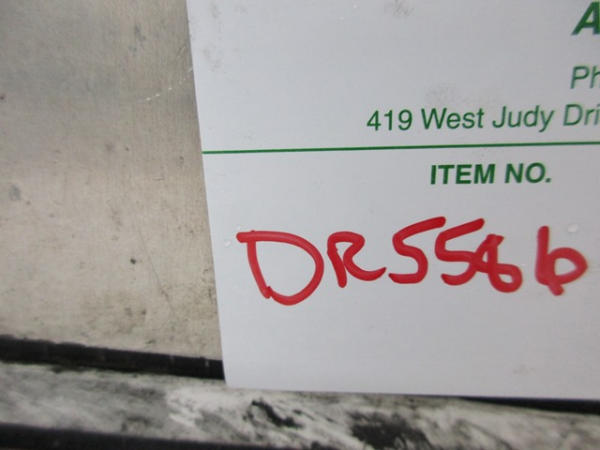 A
Ph
419 West Judy Dri
ITEM NO.
DR5566